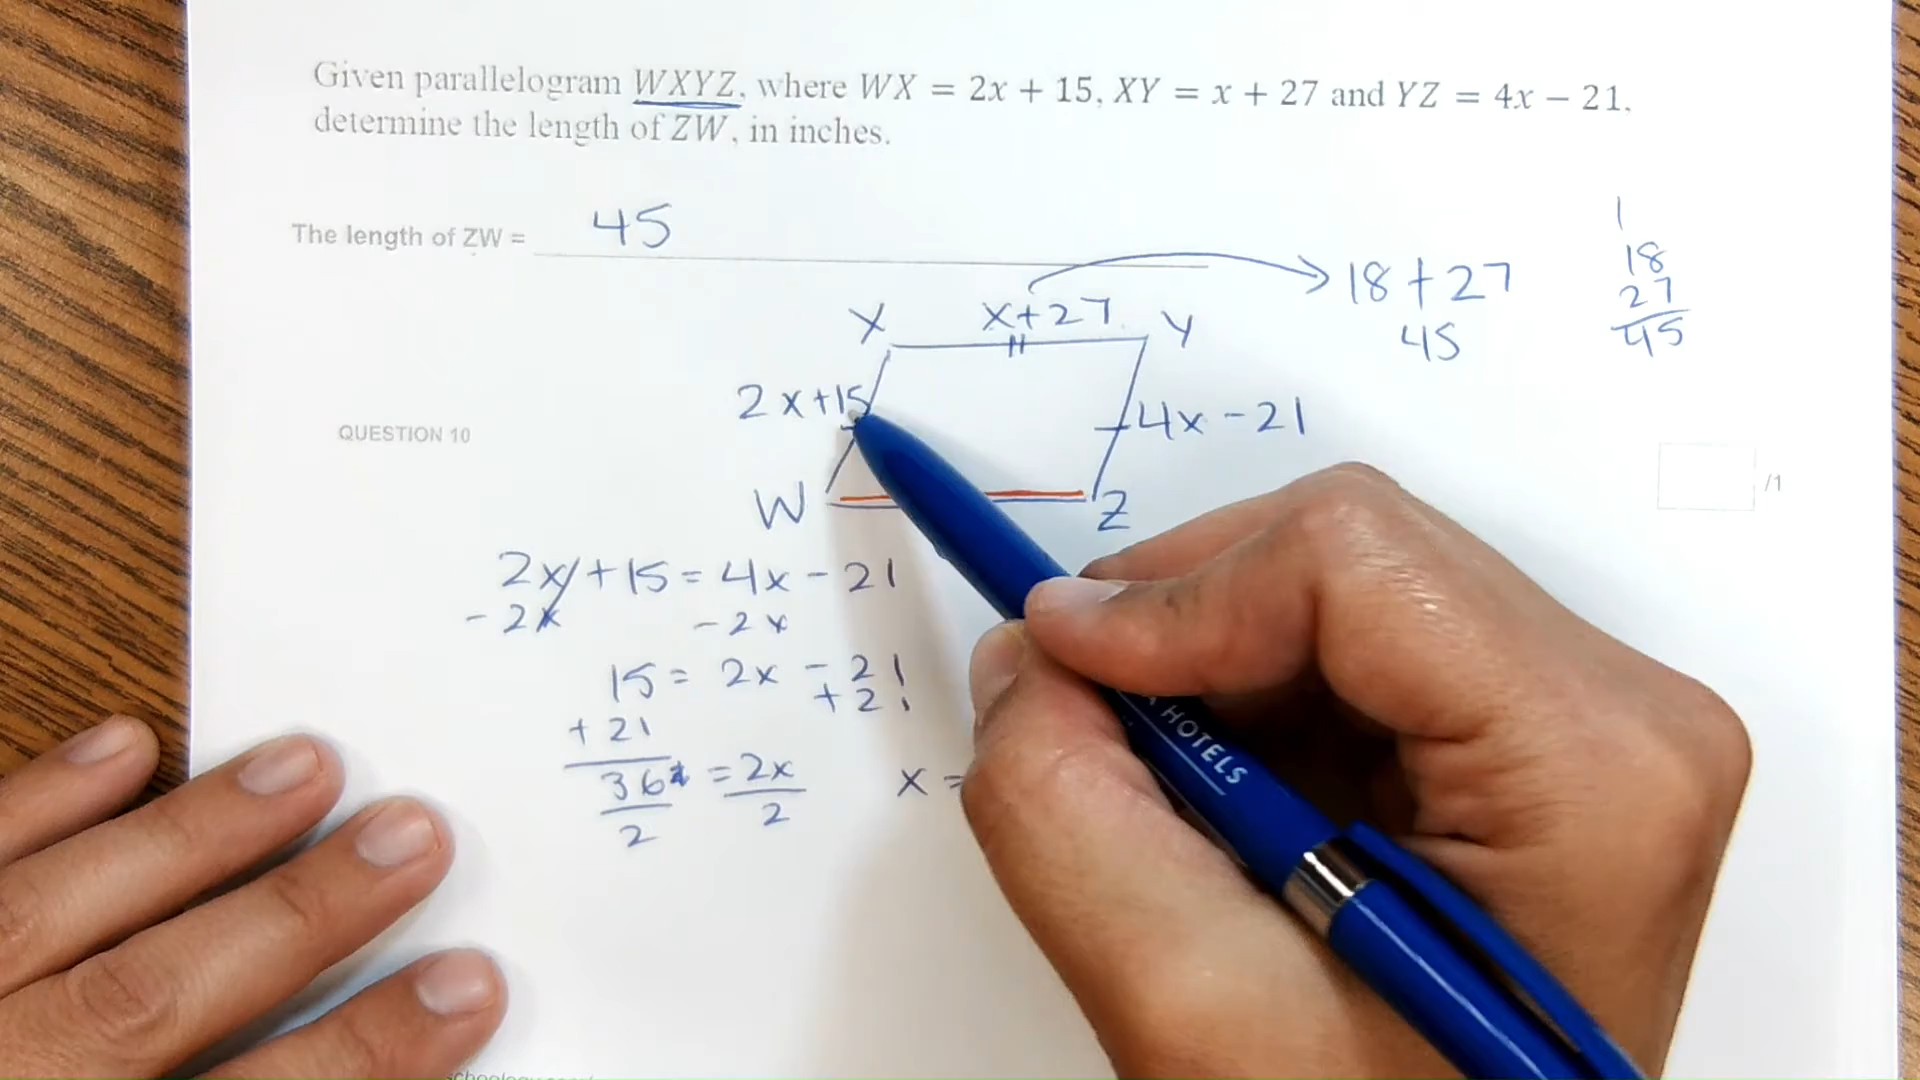 Given parallelogram WXYZ, where WX = 2x + 15, XY = x + 27 and YZ = 4x − 21,
determine the length of ZW, in inches.
The length of ZW = 45
1
18
27
45
18+27
45
X x+27 Y
2x+15
4x-21
QUESTION 10
/1
W Z
2x+15=4x-21
-2x -2x
15=2x-21
+21 +21
36=2x
2 2
x =
HOTELS